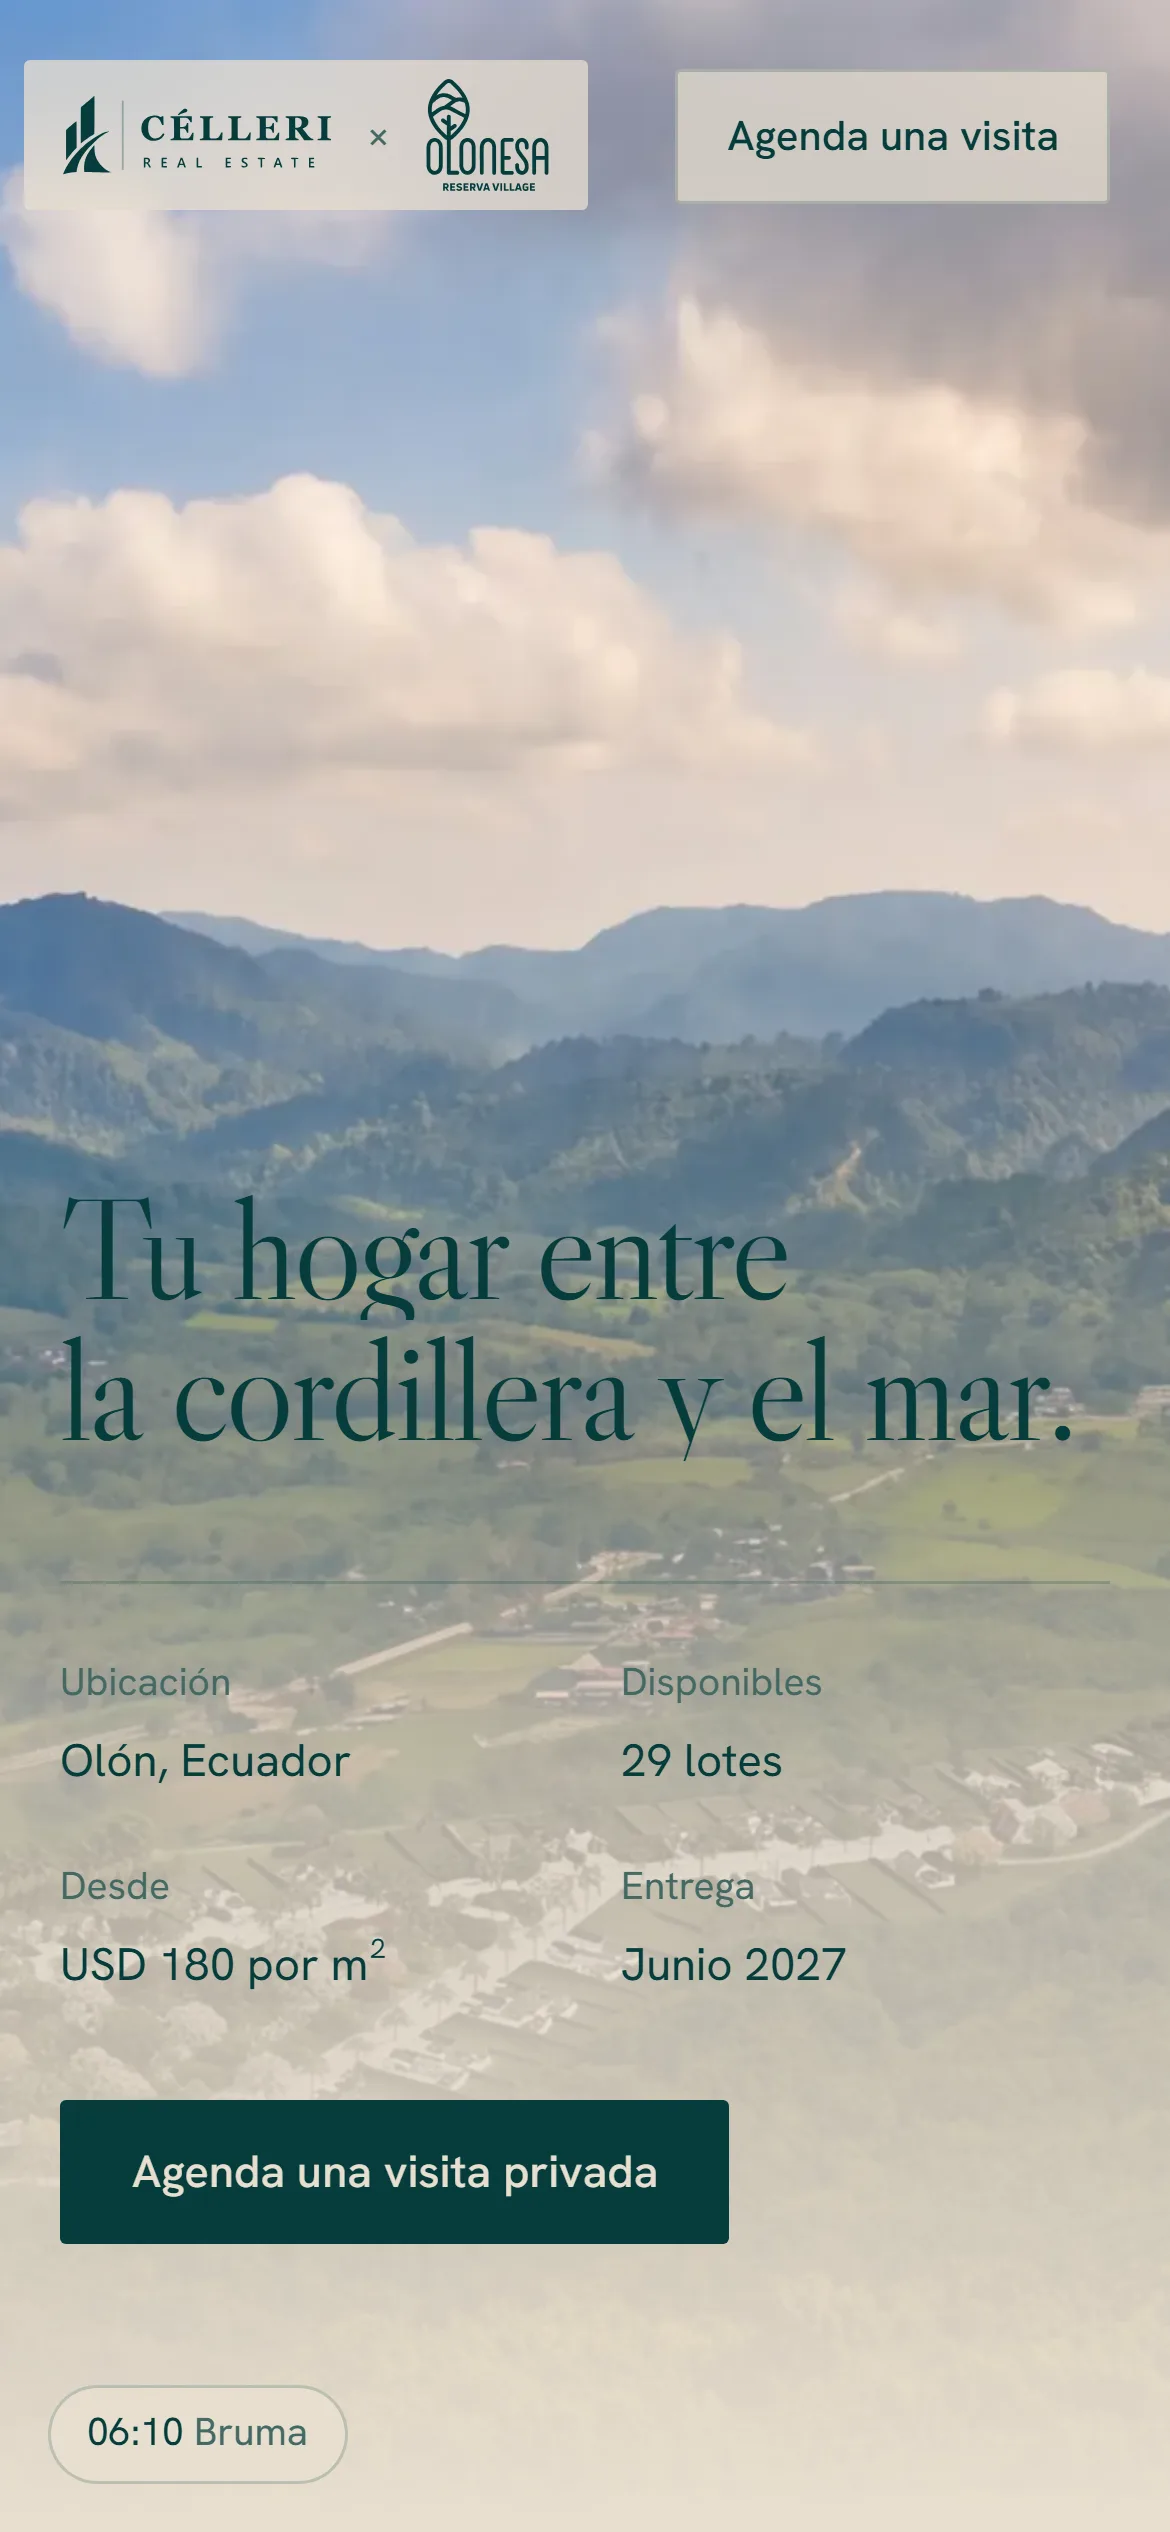 CÉLLERI
REAL ESTATE
×
OLONESA
RESERVA VILLAGE
Agenda una visita
Tu hogar entre
la cordillera y el mar.
Ubicación
Olón, Ecuador
Disponibles
29 lotes
Desde
USD 180 por m²
Entrega
Junio 2027
Agenda una visita privada
06:10 Bruma